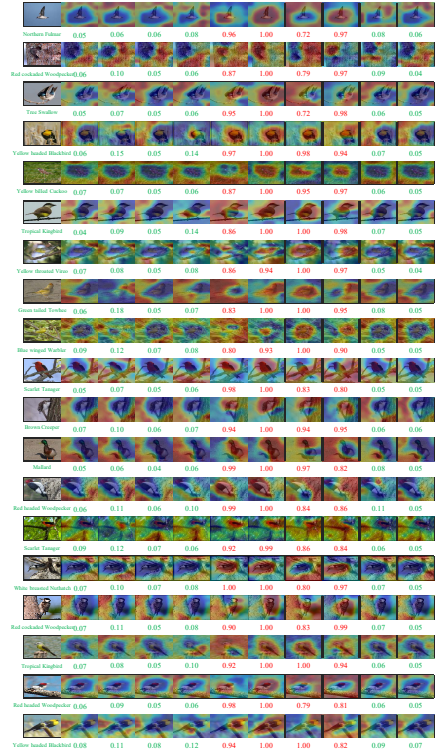 Northern Fulmar 0.05 0.06 0.06 0.08 0.96 1.00 0.72 0.97 0.08 0.06
Red cockaded Woodpecker 0.06 0.10 0.05 0.06 0.87 1.00 0.79 0.97 0.09 0.04
Tree Swallow 0.05 0.07 0.05 0.06 0.95 1.00 0.72 0.98 0.06 0.05
Yellow headed Blackbird 0.06 0.15 0.05 0.14 0.97 1.00 0.98 0.94 0.07 0.05
Yellow billed Cuckoo 0.07 0.07 0.05 0.06 0.87 1.00 0.95 0.97 0.06 0.05
Tropical Kingbird 0.04 0.09 0.05 0.14 0.86 1.00 1.00 0.98 0.07 0.05
Yellow throated Vireo 0.07 0.08 0.05 0.08 0.86 0.94 1.00 0.97 0.05 0.04
Green tailed Towhee 0.06 0.18 0.05 0.07 0.83 1.00 1.00 0.95 0.08 0.05
Blue winged Warbler 0.09 0.12 0.07 0.08 0.80 0.93 1.00 0.90 0.05 0.05
Scarlet Tanager 0.05 0.07 0.05 0.06 0.98 1.00 0.83 0.80 0.05 0.05
Brown Creeper 0.07 0.10 0.06 0.07 0.94 1.00 0.94 0.95 0.06 0.06
Mallard 0.05 0.06 0.04 0.06 0.99 1.00 0.97 0.82 0.08 0.05
Red headed Woodpecker 0.06 0.11 0.06 0.10 0.99 1.00 0.84 0.86 0.11 0.05
Scarlet Tanager 0.09 0.12 0.07 0.06 0.92 0.99 0.86 0.84 0.06 0.05
White breasted Nuthatch 0.07 0.10 0.07 0.08 1.00 1.00 0.80 0.97 0.07 0.05
Red cockaded Woodpecker 0.07 0.11 0.05 0.08 0.90 1.00 0.83 0.99 0.07 0.05
Tropical Kingbird 0.07 0.08 0.05 0.10 0.92 1.00 1.00 0.94 0.06 0.05
Red headed Woodpecker 0.06 0.09 0.05 0.06 0.98 1.00 0.79 0.81 0.06 0.05
Yellow headed Blackbird 0.08 0.11 0.08 0.12 0.94 1.00 1.00 0.82 0.09 0.07